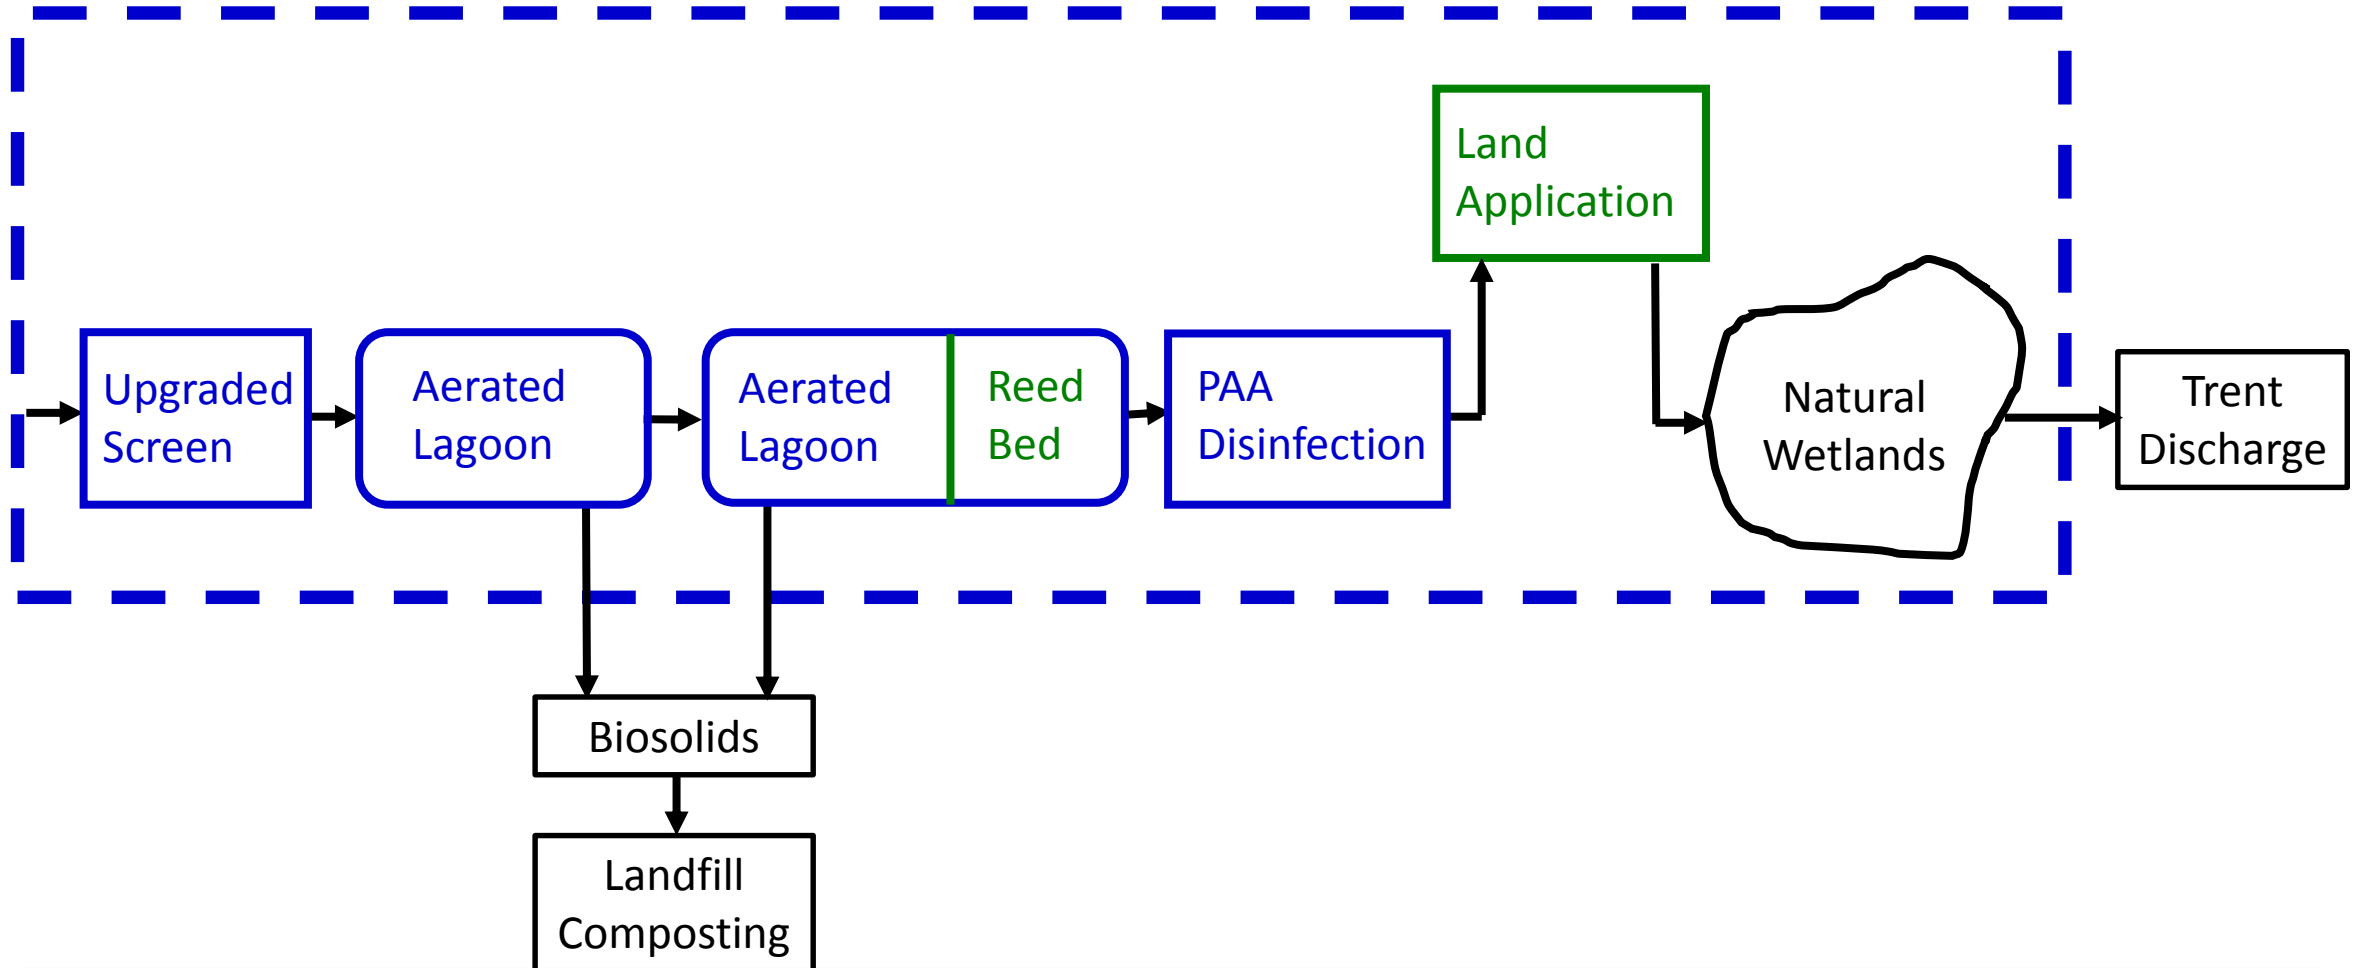 Land
Application
Upgraded
Screen
Aerated
Lagoon
Aerated
Lagoon
Reed
Bed
PAA
Disinfection
Natural
Wetlands
Trent
Discharge
Biosolids
Landfill
Composting